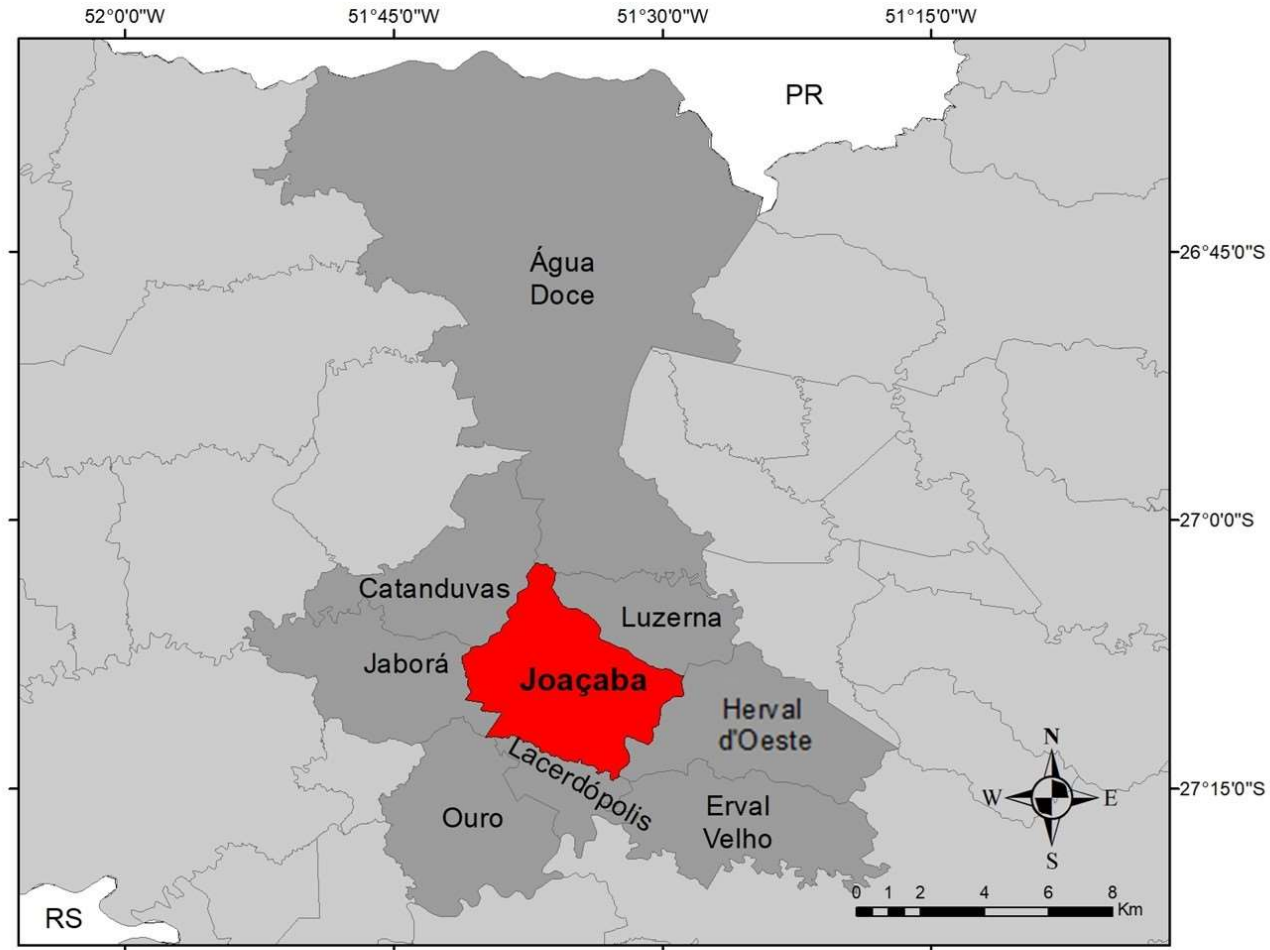 52°0'0"W
51°45'0"W
51°30'0"W
51°15'0"W
PR
Água
Doce
26°45'0"S
27°0'0"S
Catanduvas
Luzerna
Jaborá
Joaçaba
Herval
d'Oeste
Lacerdópolis
Ouro
Erval
Velho
N
W
E
S
27°15'0"S
0 1 2 4 6 8
Km
RS